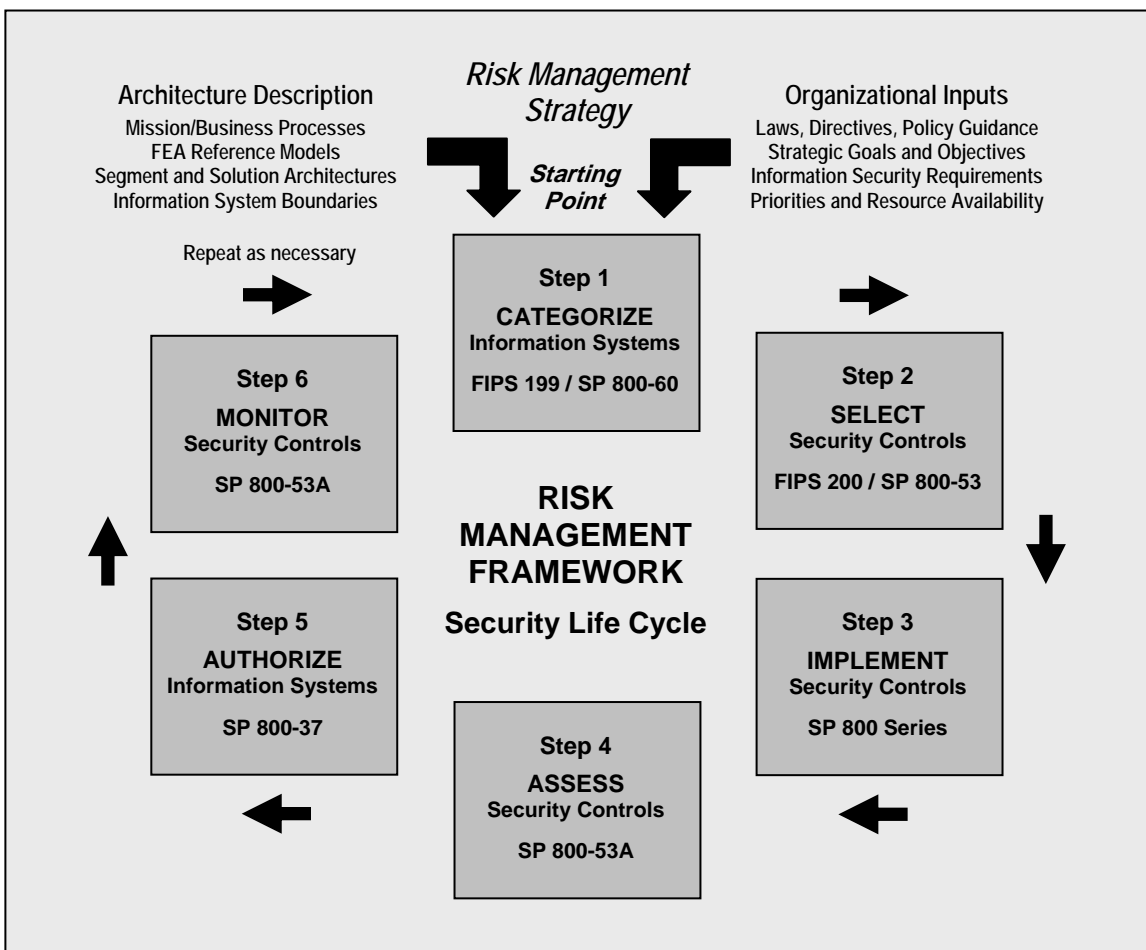 Architecture Description
Mission/Business Processes
FEA Reference Models
Segment and Solution Architectures
Information System Boundaries
Risk Management
Strategy
Starting
Point
Organizational Inputs
Laws, Directives, Policy Guidance
Strategic Goals and Objectives
Information Security Requirements
Priorities and Resource Availability
Repeat as necessary
Step 1
CATEGORIZE
Information Systems
FIPS 199 / SP 800-60
Step 2
SELECT
Security Controls
FIPS 200 / SP 800-53
Step 3
IMPLEMENT
Security Controls
SP 800 Series
Step 4
ASSESS
Security Controls
SP 800-53A
Step 5
AUTHORIZE
Information Systems
SP 800-37
Step 6
MONITOR
Security Controls
SP 800-53A
RISK
MANAGEMENT
FRAMEWORK
Security Life Cycle